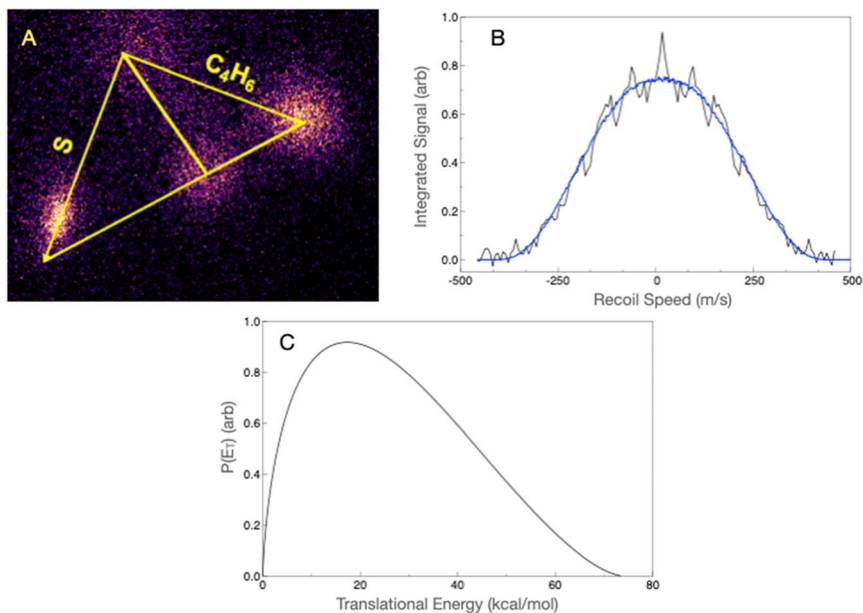 A
S
C₄H₆
B
Integrated Signal (arb)
1.0
0.8
0.6
0.4
0.2
0.0
-500
-250
0
250
500
Recoil Speed (m/s)
C
P(E_T) (arb)
1.0
0.8
0.6
0.4
0.2
0.0
0
20
40
60
80
Translational Energy (kcal/mol)